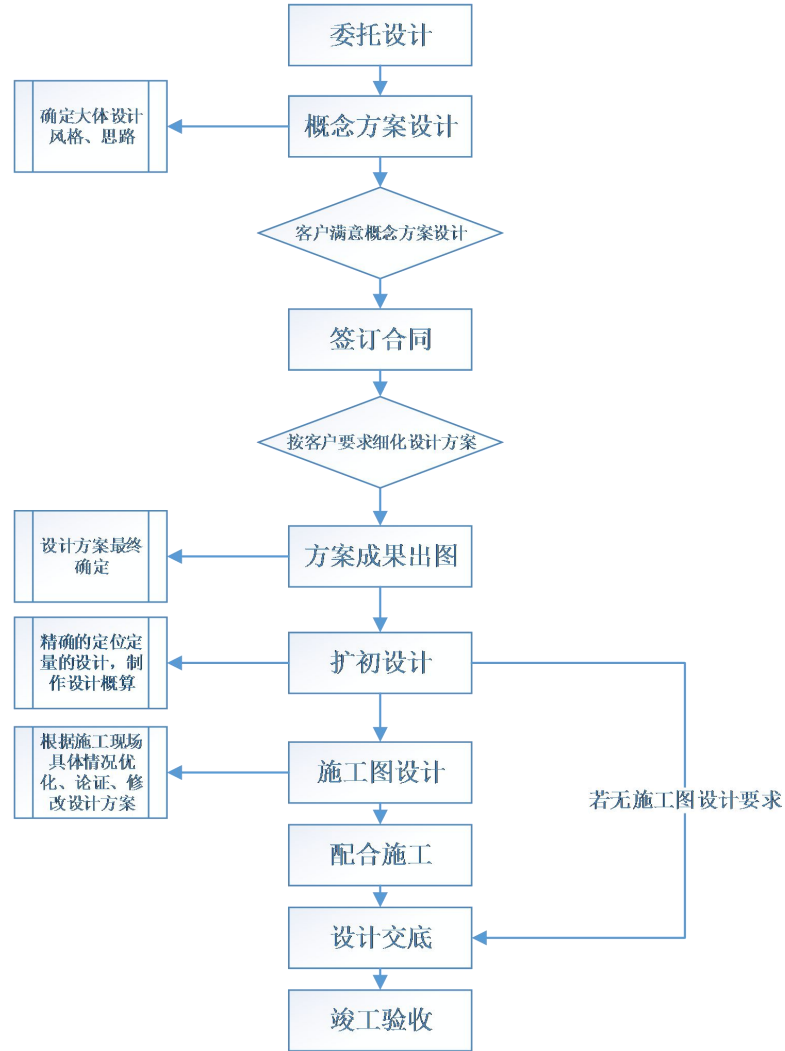 委托设计
确定大体设计
风格、思路
概念方案设计
客户满意概念方案设计
签订合同
按客户要求细化设计方案
设计方案最终
确定
方案成果出图
精确的定位定
量的设计，制
作设计概算
扩初设计
根据施工现场
具体情况优
化、论证、修
改设计方案
施工图设计
若无施工图设计要求
配合施工
设计交底
竣工验收